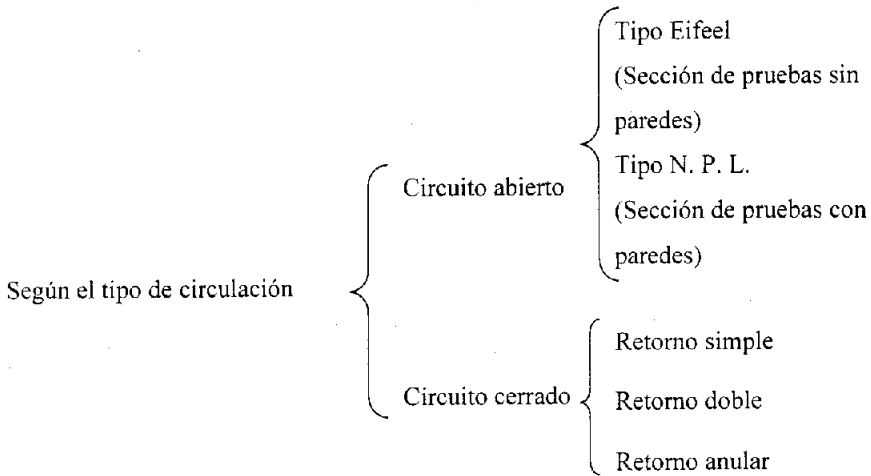 Tipo Eifeel
(Sección de pruebas sin
paredes)
Tipo N. P. L.
(Sección de pruebas con
paredes)
Circuito abierto
Según el tipo de circulación
Circuito cerrado
Retorno simple
Retorno doble
Retorno anular